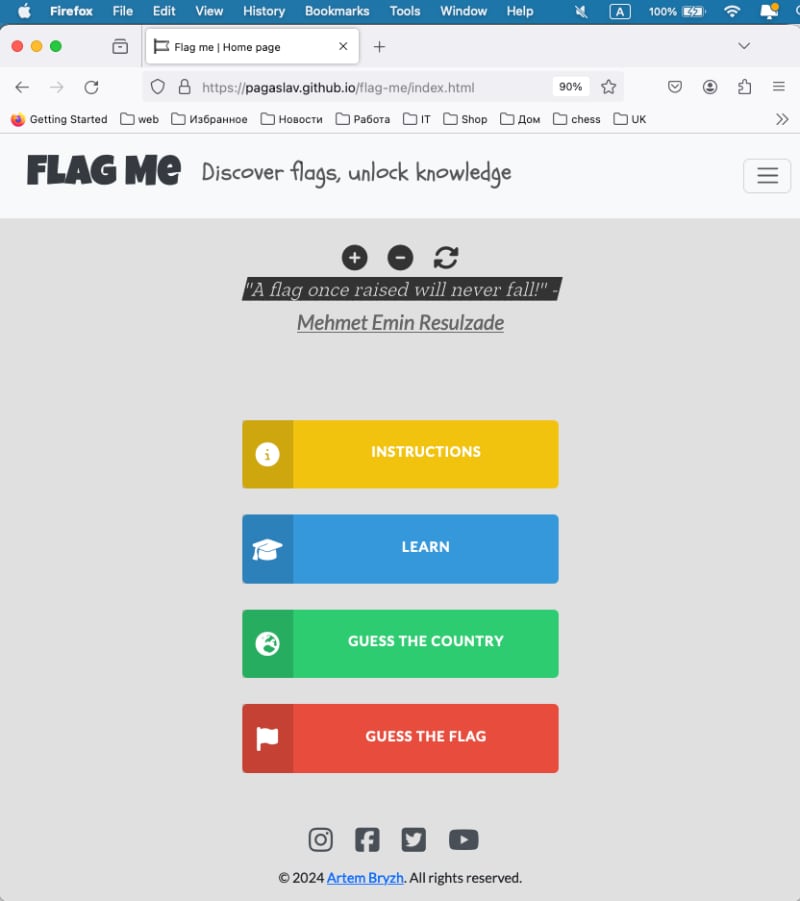 Firefox File Edit View History Bookmarks Tools Window Help A 100%
Flag me | Home page
https://pagaslav.github.io/flag-me/index.html 90%
Getting Started web Избранное Новости Работа IT Shop Дом chess UK
FLAG Me Discover flags, unlock knowledge
"A flag once raised will never fall!" -
Mehmet Emin Resulzade
INSTRUCTIONS
LEARN
GUESS THE COUNTRY
GUESS THE FLAG
© 2024 Artem Bryzh. All rights reserved.